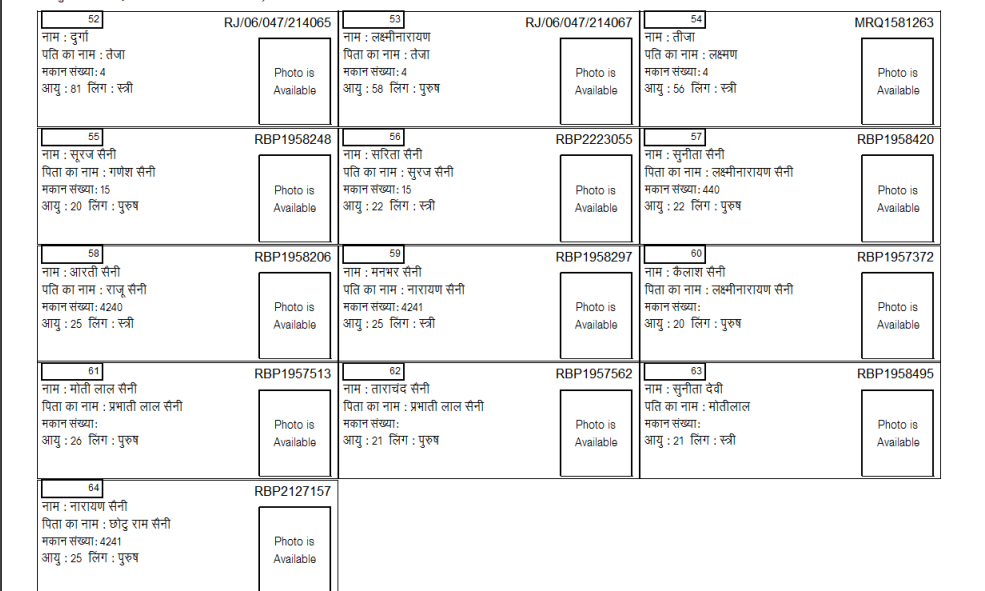 52 RJ/06/047/214065
नाम : दुर्गा
पति का नाम : तेजा
मकान संख्या: 4
आयु : 81 लिंग : स्त्री
Photo is
Available
53 RJ/06/047/214067
नाम : लक्ष्मीनारायण
पिता का नाम : तेजा
मकान संख्या: 4
आयु : 58 लिंग : पुरुष
Photo is
Available
54 MRQ1581263
नाम : तीजा
पति का नाम : लक्ष्मण
मकान संख्या: 4
आयु : 56 लिंग : स्त्री
Photo is
Available
55 RBP1958248
नाम : सूरज सैनी
पिता का नाम : गणेश सैनी
मकान संख्या: 15
आयु : 20 लिंग : पुरुष
Photo is
Available
56 RBP2223055
नाम : सरिता सैनी
पति का नाम : सुरज सैनी
मकान संख्या: 15
आयु : 22 लिंग : स्त्री
Photo is
Available
57 RBP1958420
नाम : सुनीता सैनी
पिता का नाम : लक्ष्मीनारायण सैनी
मकान संख्या: 440
आयु : 22 लिंग : पुरुष
Photo is
Available
58 RBP1958206
नाम : आरती सैनी
पति का नाम : राजू सैनी
मकान संख्या: 4240
आयु : 25 लिंग : स्त्री
Photo is
Available
59 RBP1958297
नाम : मनभर सैनी
पति का नाम : नारायण सैनी
मकान संख्या: 4241
आयु : 25 लिंग : स्त्री
Photo is
Available
60 RBP1957372
नाम : कैलाश सैनी
पिता का नाम : लक्ष्मीनारायण सैनी
मकान संख्या:
आयु : 20 लिंग : पुरुष
Photo is
Available
61 RBP1957513
नाम : मोती लाल सैनी
पिता का नाम : प्रभाती लाल सैनी
मकान संख्या:
आयु : 26 लिंग : पुरुष
Photo is
Available
62 RBP1957562
नाम : ताराचंद सैनी
पिता का नाम : प्रभाती लाल सैनी
मकान संख्या:
आयु : 21 लिंग : पुरुष
Photo is
Available
63 RBP1958495
नाम : सुनीता देवी
पति का नाम : मोतीलाल
मकान संख्या:
आयु : 21 लिंग : स्त्री
Photo is
Available
64 RBP2127157
नाम : नारायण सैनी
पिता का नाम : छोटु राम सैनी
मकान संख्या: 4241
आयु : 25 लिंग : पुरुष
Photo is
Available